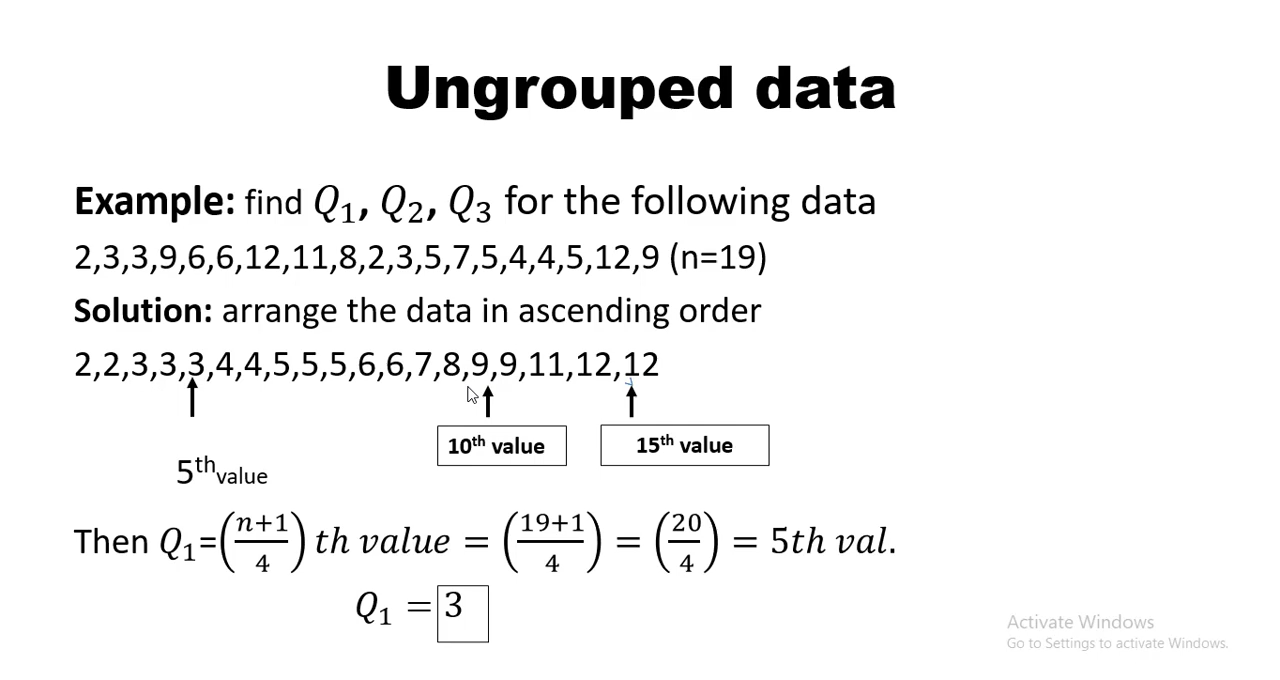 Ungrouped data
Example: find Q₁, Q₂, Q₃ for the following data
2,3,3,9,6,6,12,11,8,2,3,5,7,5,4,4,5,12,9 (n=19)
Solution: arrange the data in ascending order
2,2,3,3,3,4,4,5,5,5,6,6,7,8,9,9,11,12,12
10th value
15th value
5th value
Then Q₁=((n+1)/4) th value = ((19+1)/4) = (20/4) = 5th val.
Q₁ = 3
Activate Windows
Go to Settings to activate Windows.